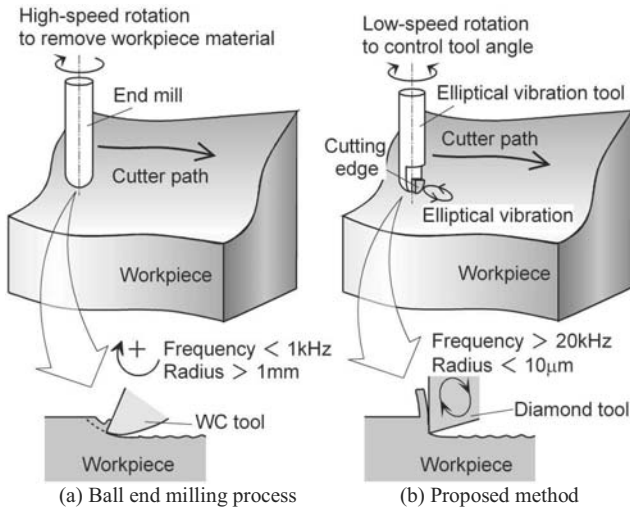 High-speed rotation
to remove workpiece material
End mill
Cutter path
Workpiece
Frequency < 1kHz
Radius > 1mm
WC tool
Workpiece
(a) Ball end milling process
Low-speed rotation
to control tool angle
Elliptical vibration tool
Cutter path
Cutting
edge
Elliptical vibration
Workpiece
Frequency > 20kHz
Radius < 10μm
Diamond tool
Workpiece
(b) Proposed method